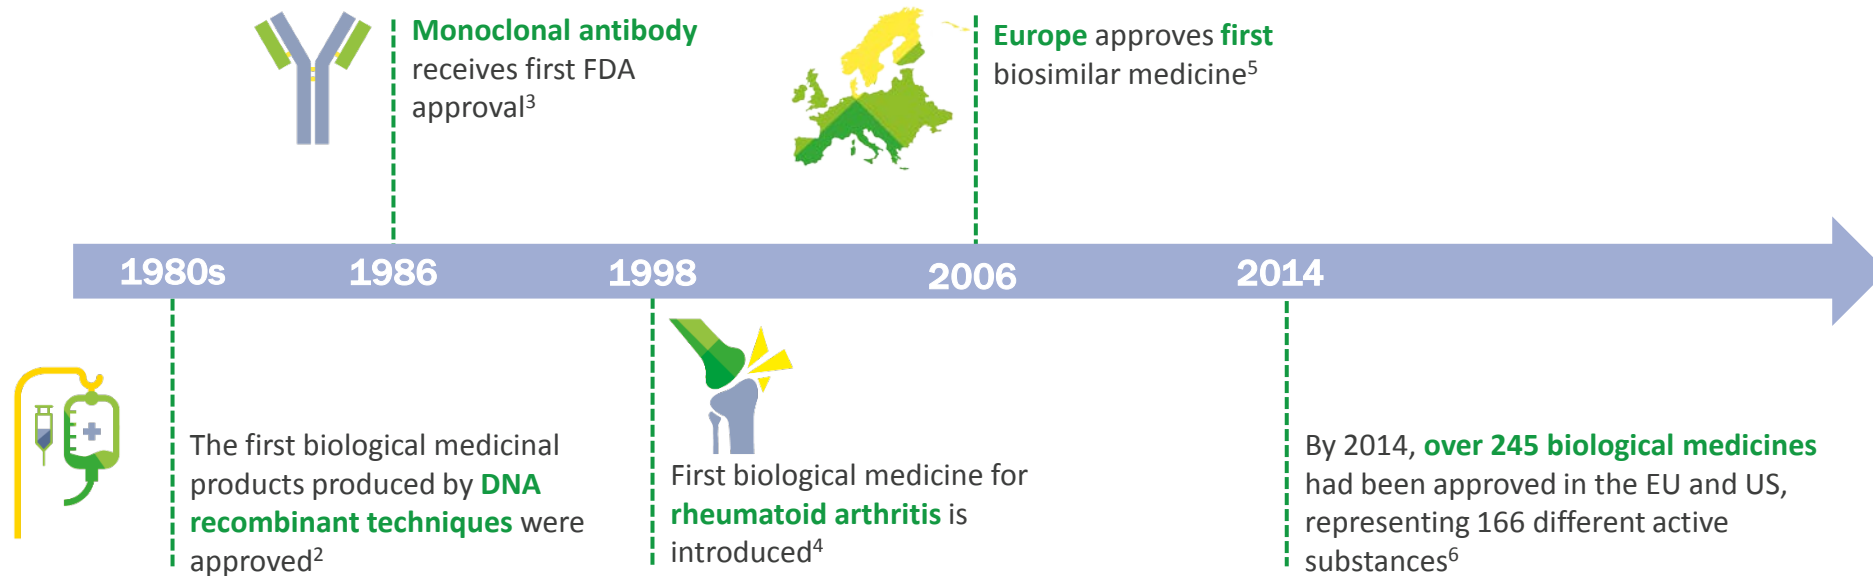 Monoclonal antibody
receives first FDA
approval³
Europe approves first
biosimilar medicine⁵
1980s
1986
1998
2006
2014
The first biological medicinal
products produced by DNA
recombinant techniques were
approved²
First biological medicine for
rheumatoid arthritis is
introduced⁴
By 2014, over 245 biological medicines
had been approved in the EU and US,
representing 166 different active
substances⁶